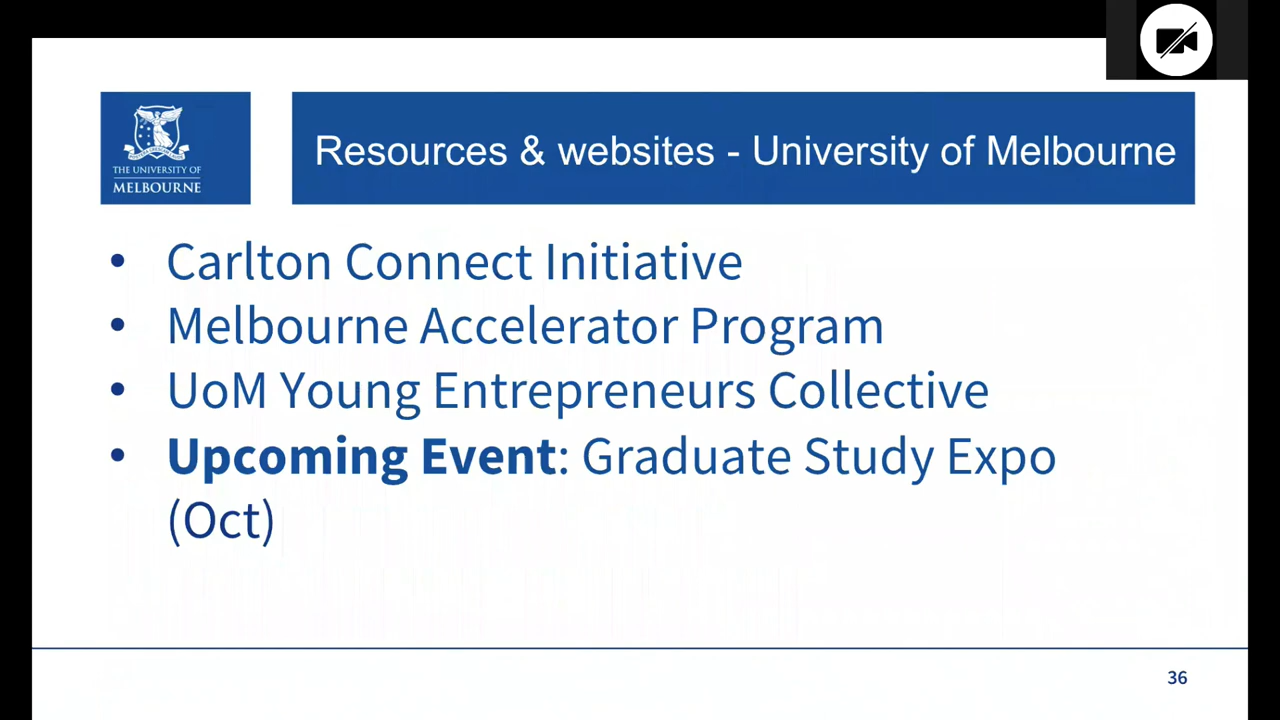 THE UNIVERSITY OF
MELBOURNE
Resources & websites - University of Melbourne
• Carlton Connect Initiative
• Melbourne Accelerator Program
• UoM Young Entrepreneurs Collective
• Upcoming Event: Graduate Study Expo
(Oct)
36